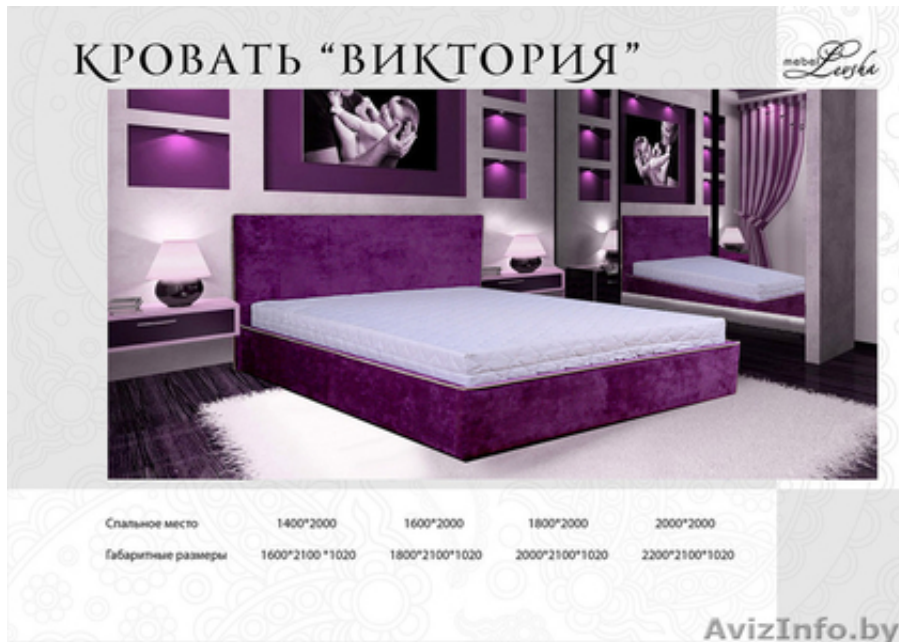 КРОВАТЬ “ВИКТОРИЯ”
mebel Levsha
Спальное место 1400*2000 1600*2000 1800*2000 2000*2000
Габаритные размеры 1600*2100 *1020 1800*2100*1020 2000*2100*1020 2200*2100*1020
AvizInfo.by